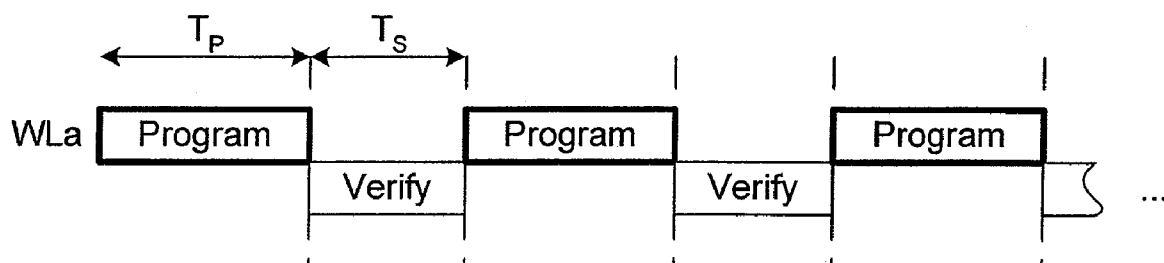 T_P T_S
WLa Program Program Program
Verify Verify ...